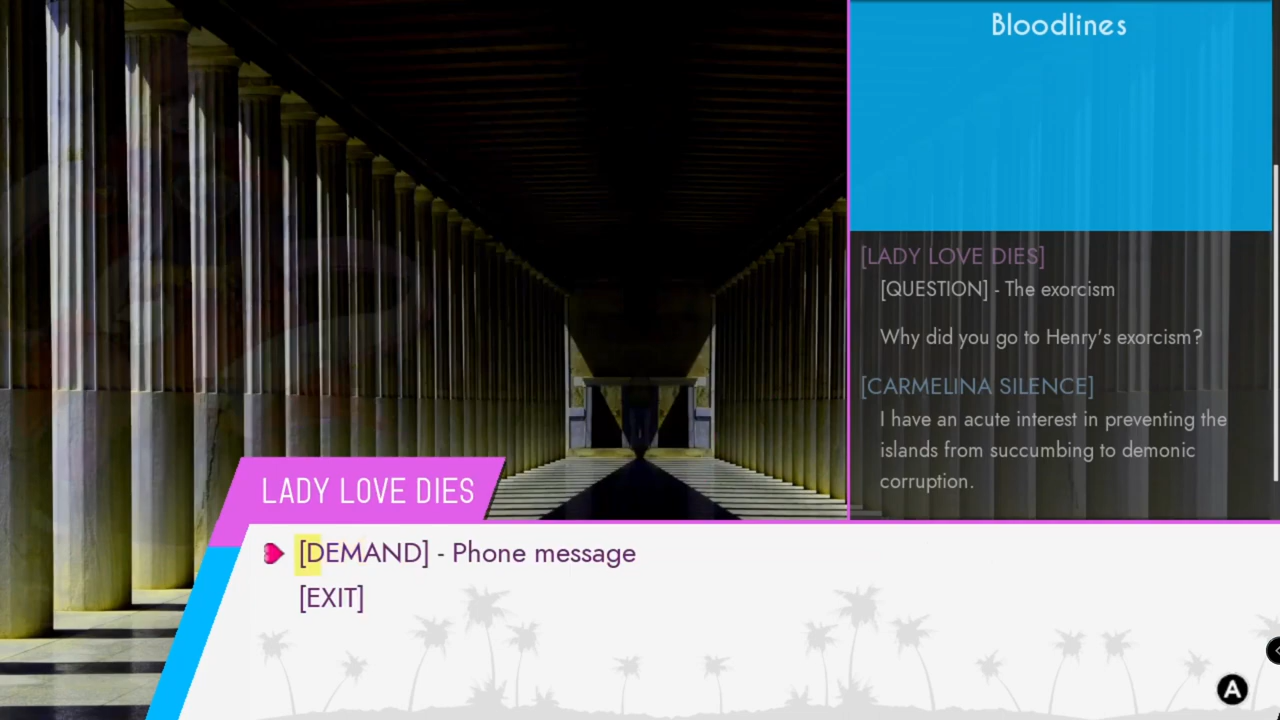 Bloodlines
[LADY LOVE DIES]
[QUESTION] - The exorcism
Why did you go to Henry's exorcism?
[CARMELINA SILENCE]
I have an acute interest in preventing the
islands from succumbing to demonic
corruption.
LADY LOVE DIES
[DEMAND] - Phone message
[EXIT]
A